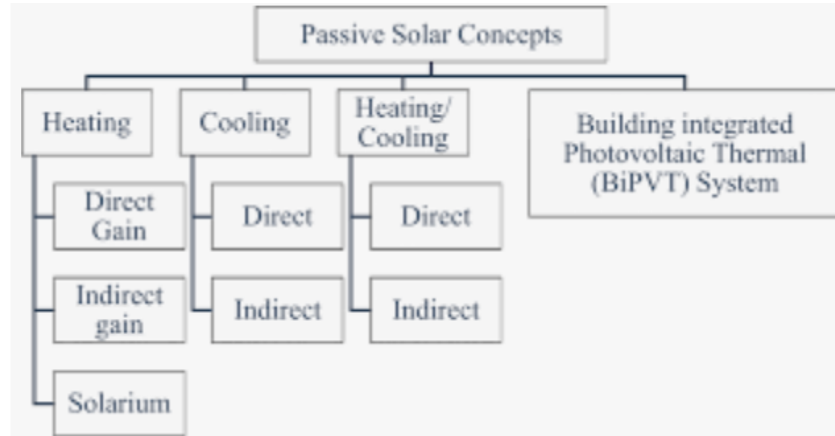 Passive Solar Concepts
Heating
Cooling
Heating/
Cooling
Building integrated
Photovoltaic Thermal
(BiPVT) System
Direct
Gain
Direct
Direct
Indirect
gain
Indirect
Indirect
Solarium